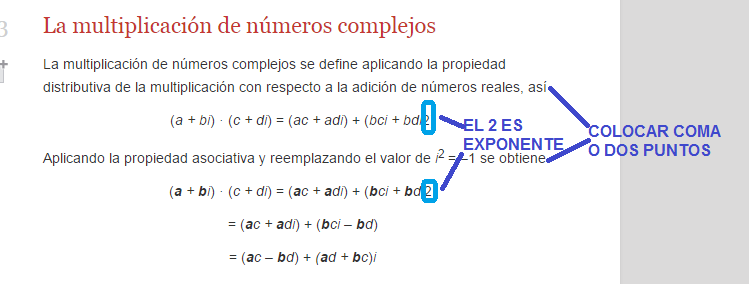 3
La multiplicación de números complejos
La multiplicación de números complejos se define aplicando la propiedad
distributiva de la multiplicación con respecto a la adición de números reales, así
(a + bi) · (c + di) = (ac + adi) + (bci + bdi2
EL 2 ES
EXPONENTE
COLOCAR COMA
O DOS PUNTOS
Aplicando la propiedad asociativa y reemplazando el valor de i² = –1 se obtiene
(a + bi) · (c + di) = (ac + adi) + (bci + bd2
= (ac + adi) + (bci – bd)
= (ac – bd) + (ad + bc)i